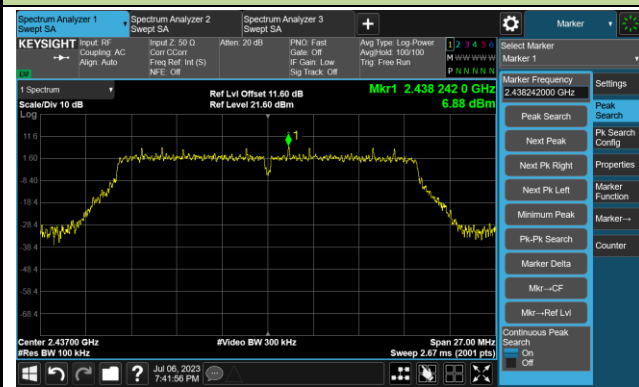 Spectrum Analyzer 1
Swept SA
Spectrum Analyzer 2
Swept SA
Spectrum Analyzer 3
Swept SA
+
Marker
KEYSIGHT
Input: RF
Coupling: AC
Align: Auto
Input Z: 50 Ω
Corr CCorr
Freq Ref: Int (S)
NFE: Off
Atten: 20 dB
PNO: Fast
Gate: Off
IF Gain: Low
Sig Track: Off
Avg Type: Log-Power
Avg|Hold: 100/100
Trig: Free Run
1 2 3 4 5 6
M W W W W W
P N N N N N
LVI
Select Marker
Marker 1
1 Spectrum
Scale/Div 10 dB
Log
Ref Lvl Offset 11.60 dB
Ref Level 21.60 dBm
Mkr1 2.438 242 0 GHz
6.88 dBm
1
11.6
1.60
-8.40
-18.4
-28.4
-38.4
-48.4
-58.4
-68.4
Center 2.43700 GHz
#Res BW 100 kHz
#Video BW 300 kHz
Span 27.00 MHz
Sweep 2.67 ms (2001 pts)
Marker Frequency
2.438242000 GHz
Peak Search
Next Peak
Next Pk Right
Next Pk Left
Minimum Peak
Pk-Pk Search
Marker Delta
Mkr→CF
Mkr→Ref Lvl
Continuous Peak
Search
On
Off
Settings
Peak
Search
Pk Search
Config
Properties
Marker
Function
Marker→
Counter
?
Jul 06, 2023
7:41:56 PM